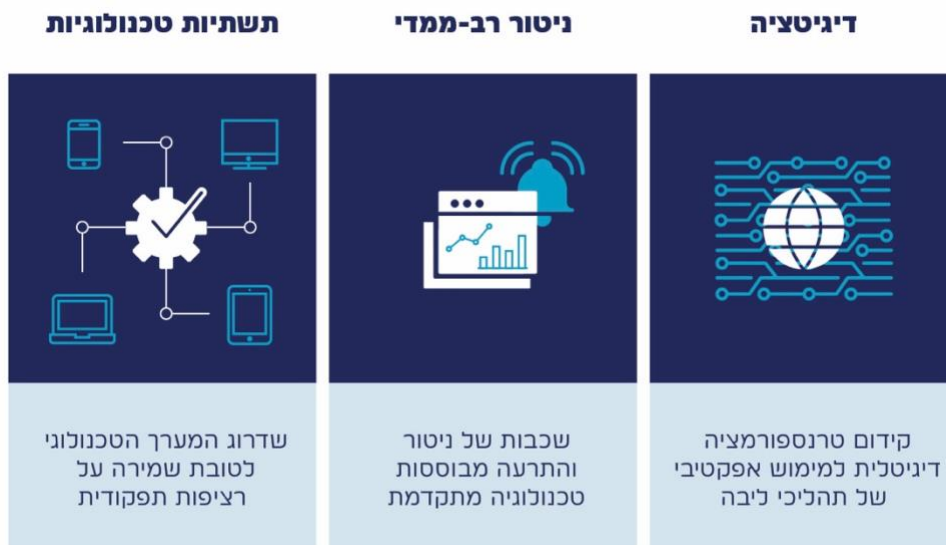 דיגיטציה
קידום טרנספורמציה
דיגיטלית למימוש אפקטיבי
של תהליכי ליבה
ניטור רב-ממדי
שכבות של ניטור
והתרעה מבוססות
טכנולוגיה מתקדמת
תשתיות טכנולוגיות
שדרוג המערך הטכנולוגי
לטובת שמירה על
רציפות תפקודית